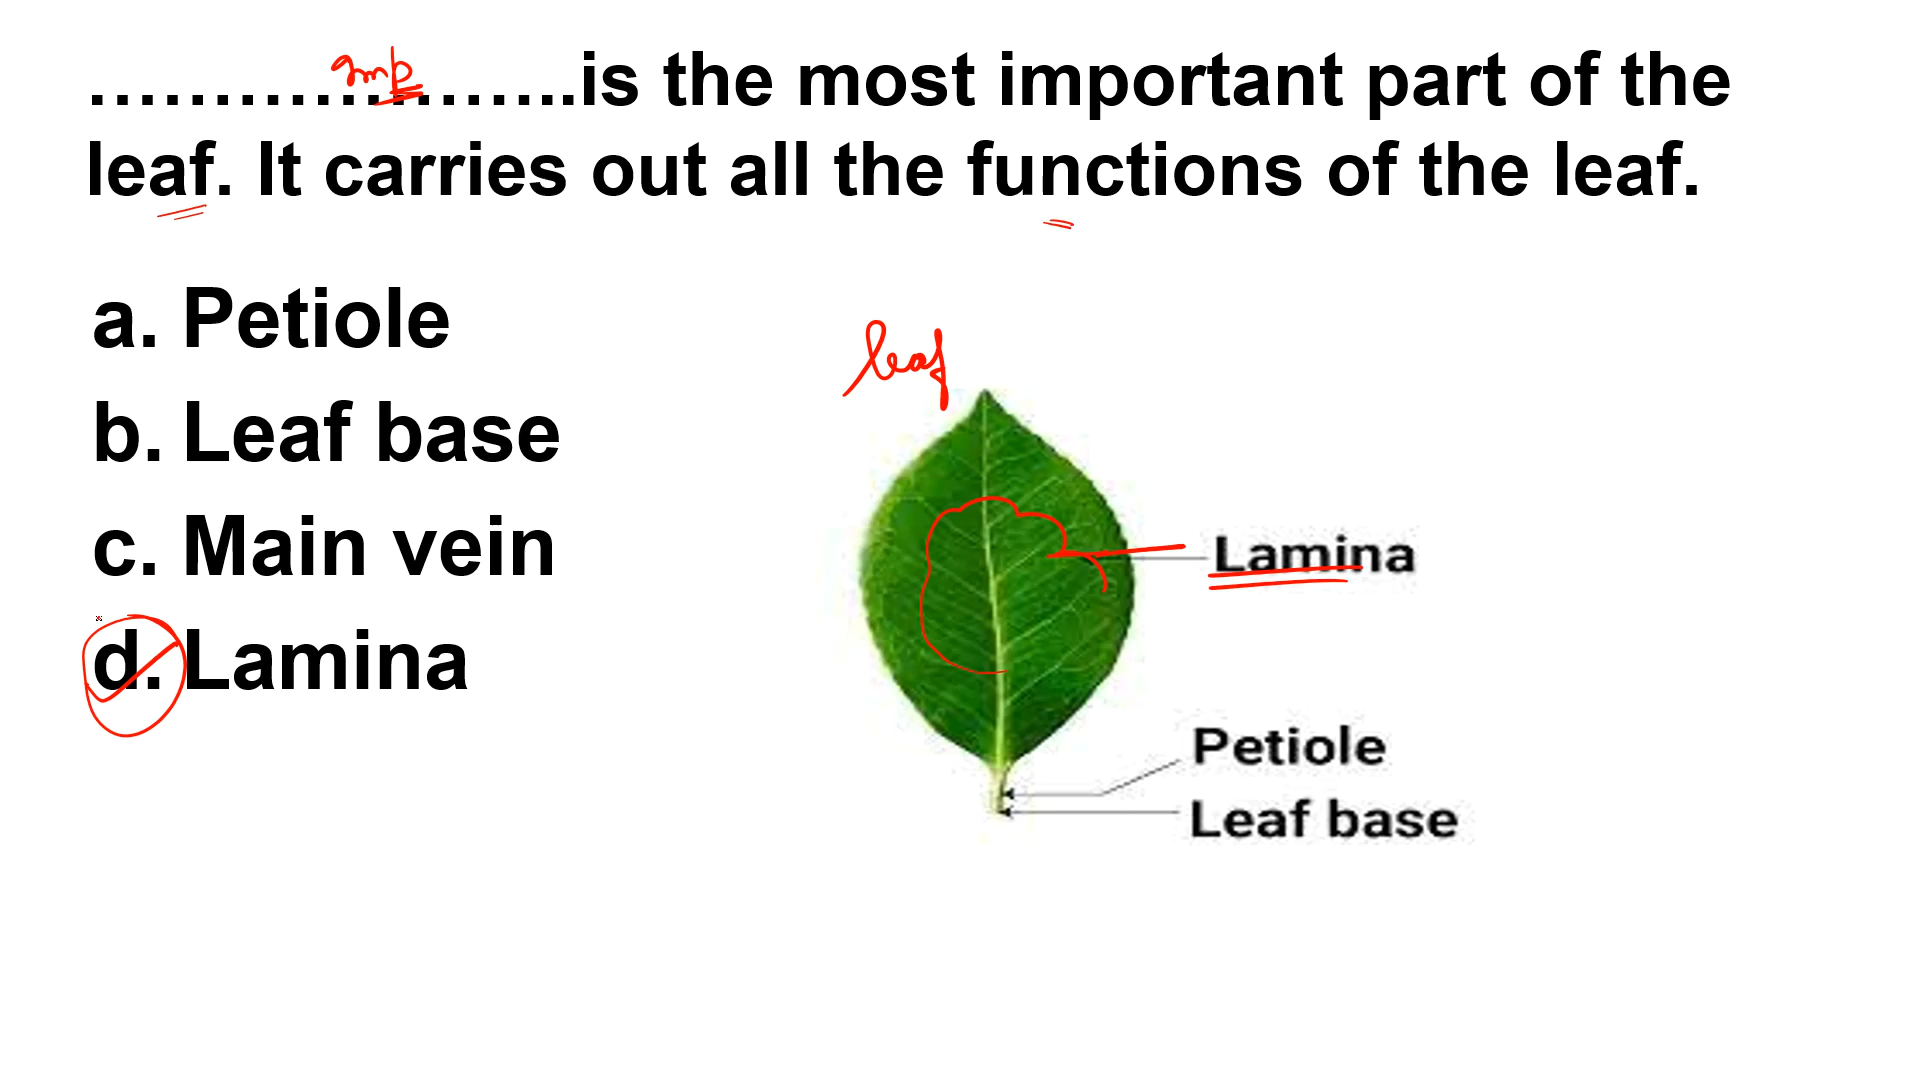 Imp
………………….. is the most important part of the
leaf. It carries out all the functions of the leaf.
a. Petiole
b. Leaf base
c. Main vein
d. Lamina
leaf
Lamina
Petiole
Leaf base